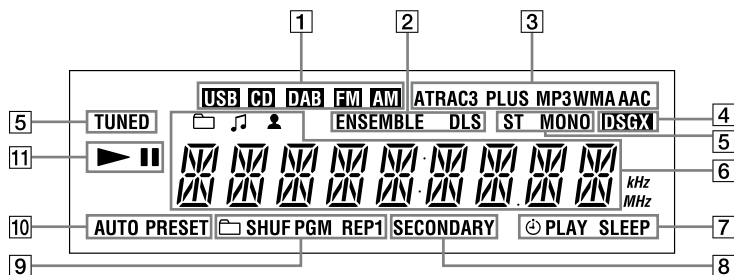 1 2 3
USB CD DAB FM AM ATRAC3 PLUS MP3 WMA AAC
5 TUNED ENSEMBLE DLS ST MONO DSGX 4
5
11 kHz 6
MHz
10 AUTO PRESET SHUF PGM REP1 SECONDARY PLAY SLEEP 7
9 8